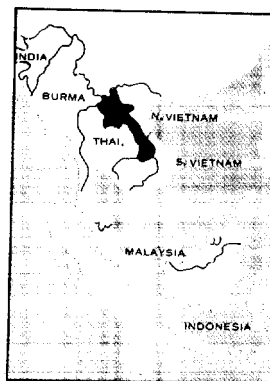 INDIA
BURMA
N. VIETNAM
THAI.
S. VIETNAM
MALAYSIA
INDONESIA